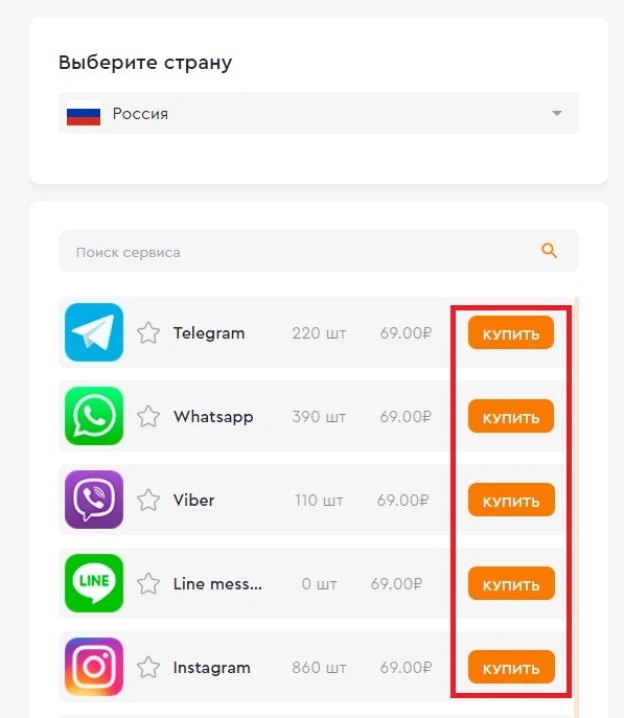 Выберите страну
Россия
Поиск сервиса
Telegram 220 шт 69.00₽ КУПИТЬ
Whatsapp 390 шт 69.00₽ КУПИТЬ
Viber 110 шт 69.00₽ КУПИТЬ
LINE Line mess... 0 шт 69.00₽ КУПИТЬ
Instagram 860 шт 69.00₽ КУПИТЬ